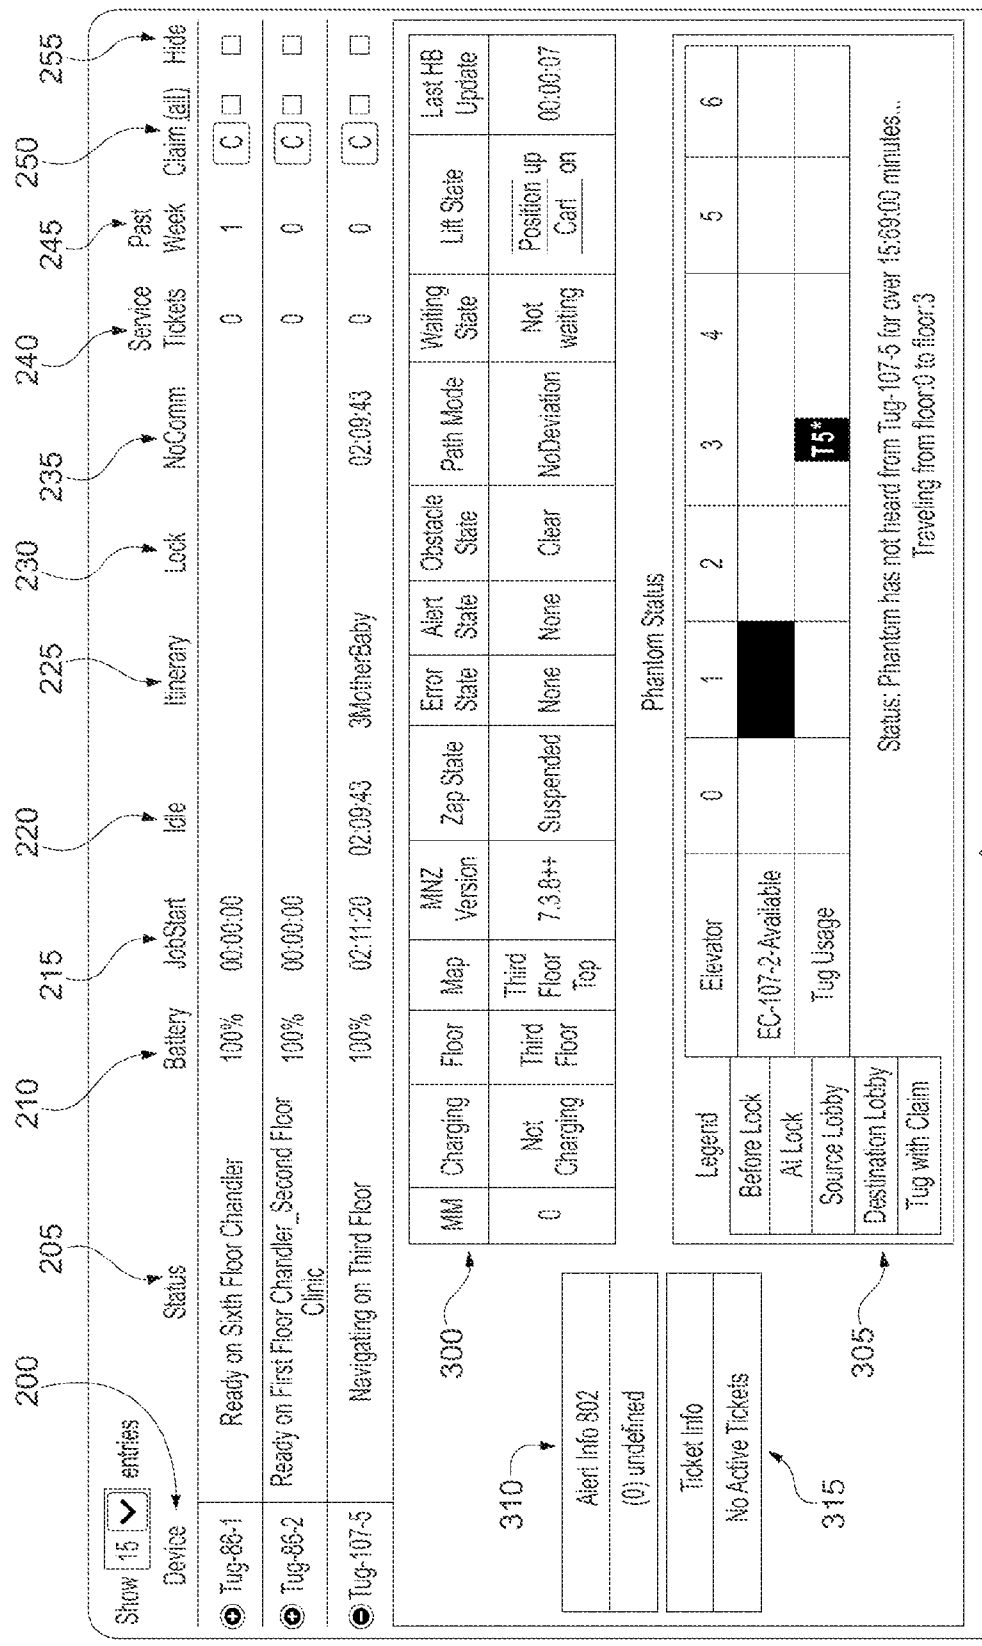 200 205 210 215 220 225 230 235 240 245 250 255
Show 15 entries
Service Past
Device Status Battery JobStart Idle Itinerary Lock NoComm Tickets Week Claim (all) Hide
Tug-86-1 Ready on Sixth Floor Chandler 100% 00:00:00 0 1 C
Tug-86-2 Ready on First Floor Chandler_Second Floor 100% 00:00:00 0 0 C
Clinic
Tug-107-5 Navigating on Third Floor 100% 02:11:20 02:09:43 3MotherBaby 02:09:43 0 0 C
300
MM Charging Floor Map MNZ Version Zap State Error State Alert State Obstacle State Path Mode Waiting State Lift State Last HB Update
0 Not Charging Third Floor Third Floor Top 7.3.8++ Suspended None None Clear NoDeviation Not waiting Position up Cart on 00:00:07
310
Alert Info 802
(0) undefined
Ticket Info
No Active Tickets
315
Phantom Status
Legend
Before Lock
At Lock
Source Lobby
Destination Lobby
Tug with Claim
305
Elevator 0 1 2 3 4 5 6
EC-107-2-Available
Tug Usage T5*
Status: Phantom has not heard from Tug-107-5 for over 15:69:00 minutes...
Traveling from floor:0 to floor:3